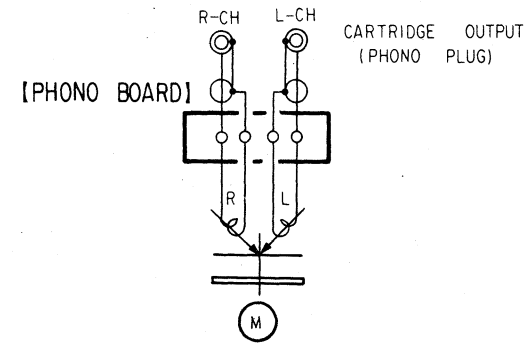 R-CH L-CH
CARTRIDGE OUTPUT
(PHONO PLUG)
【PHONO BOARD】
R L
M